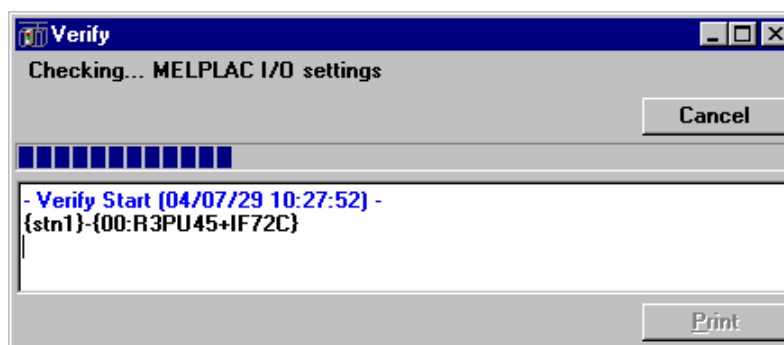 Verify
Checking... MELPLAC I/O settings
Cancel
- Verify Start (04/07/29 10:27:52) -
{stn1}-{00:R3PU45+IF72C}
Print